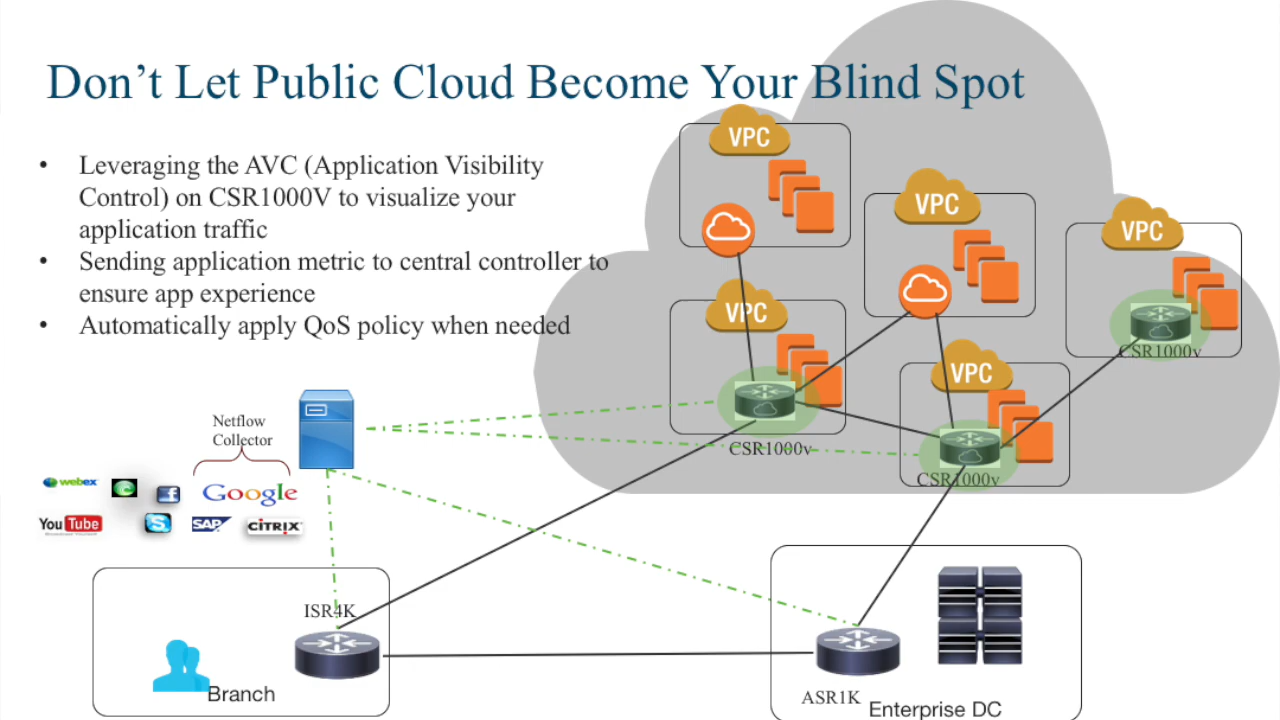 Don’t Let Public Cloud Become Your Blind Spot
• Leveraging the AVC (Application Visibility
Control) on CSR1000V to visualize your
application traffic
• Sending application metric to central controller to
ensure app experience
• Automatically apply QoS policy when needed
VPC
VPC
VPC
VPC
VPC
CSR1000v
CSR1000v
CSR1000v
Netflow
Collector
webex
Google
YouTube
SAP
CİTRIX
ISR4K
Branch
ASR1K
Enterprise DC